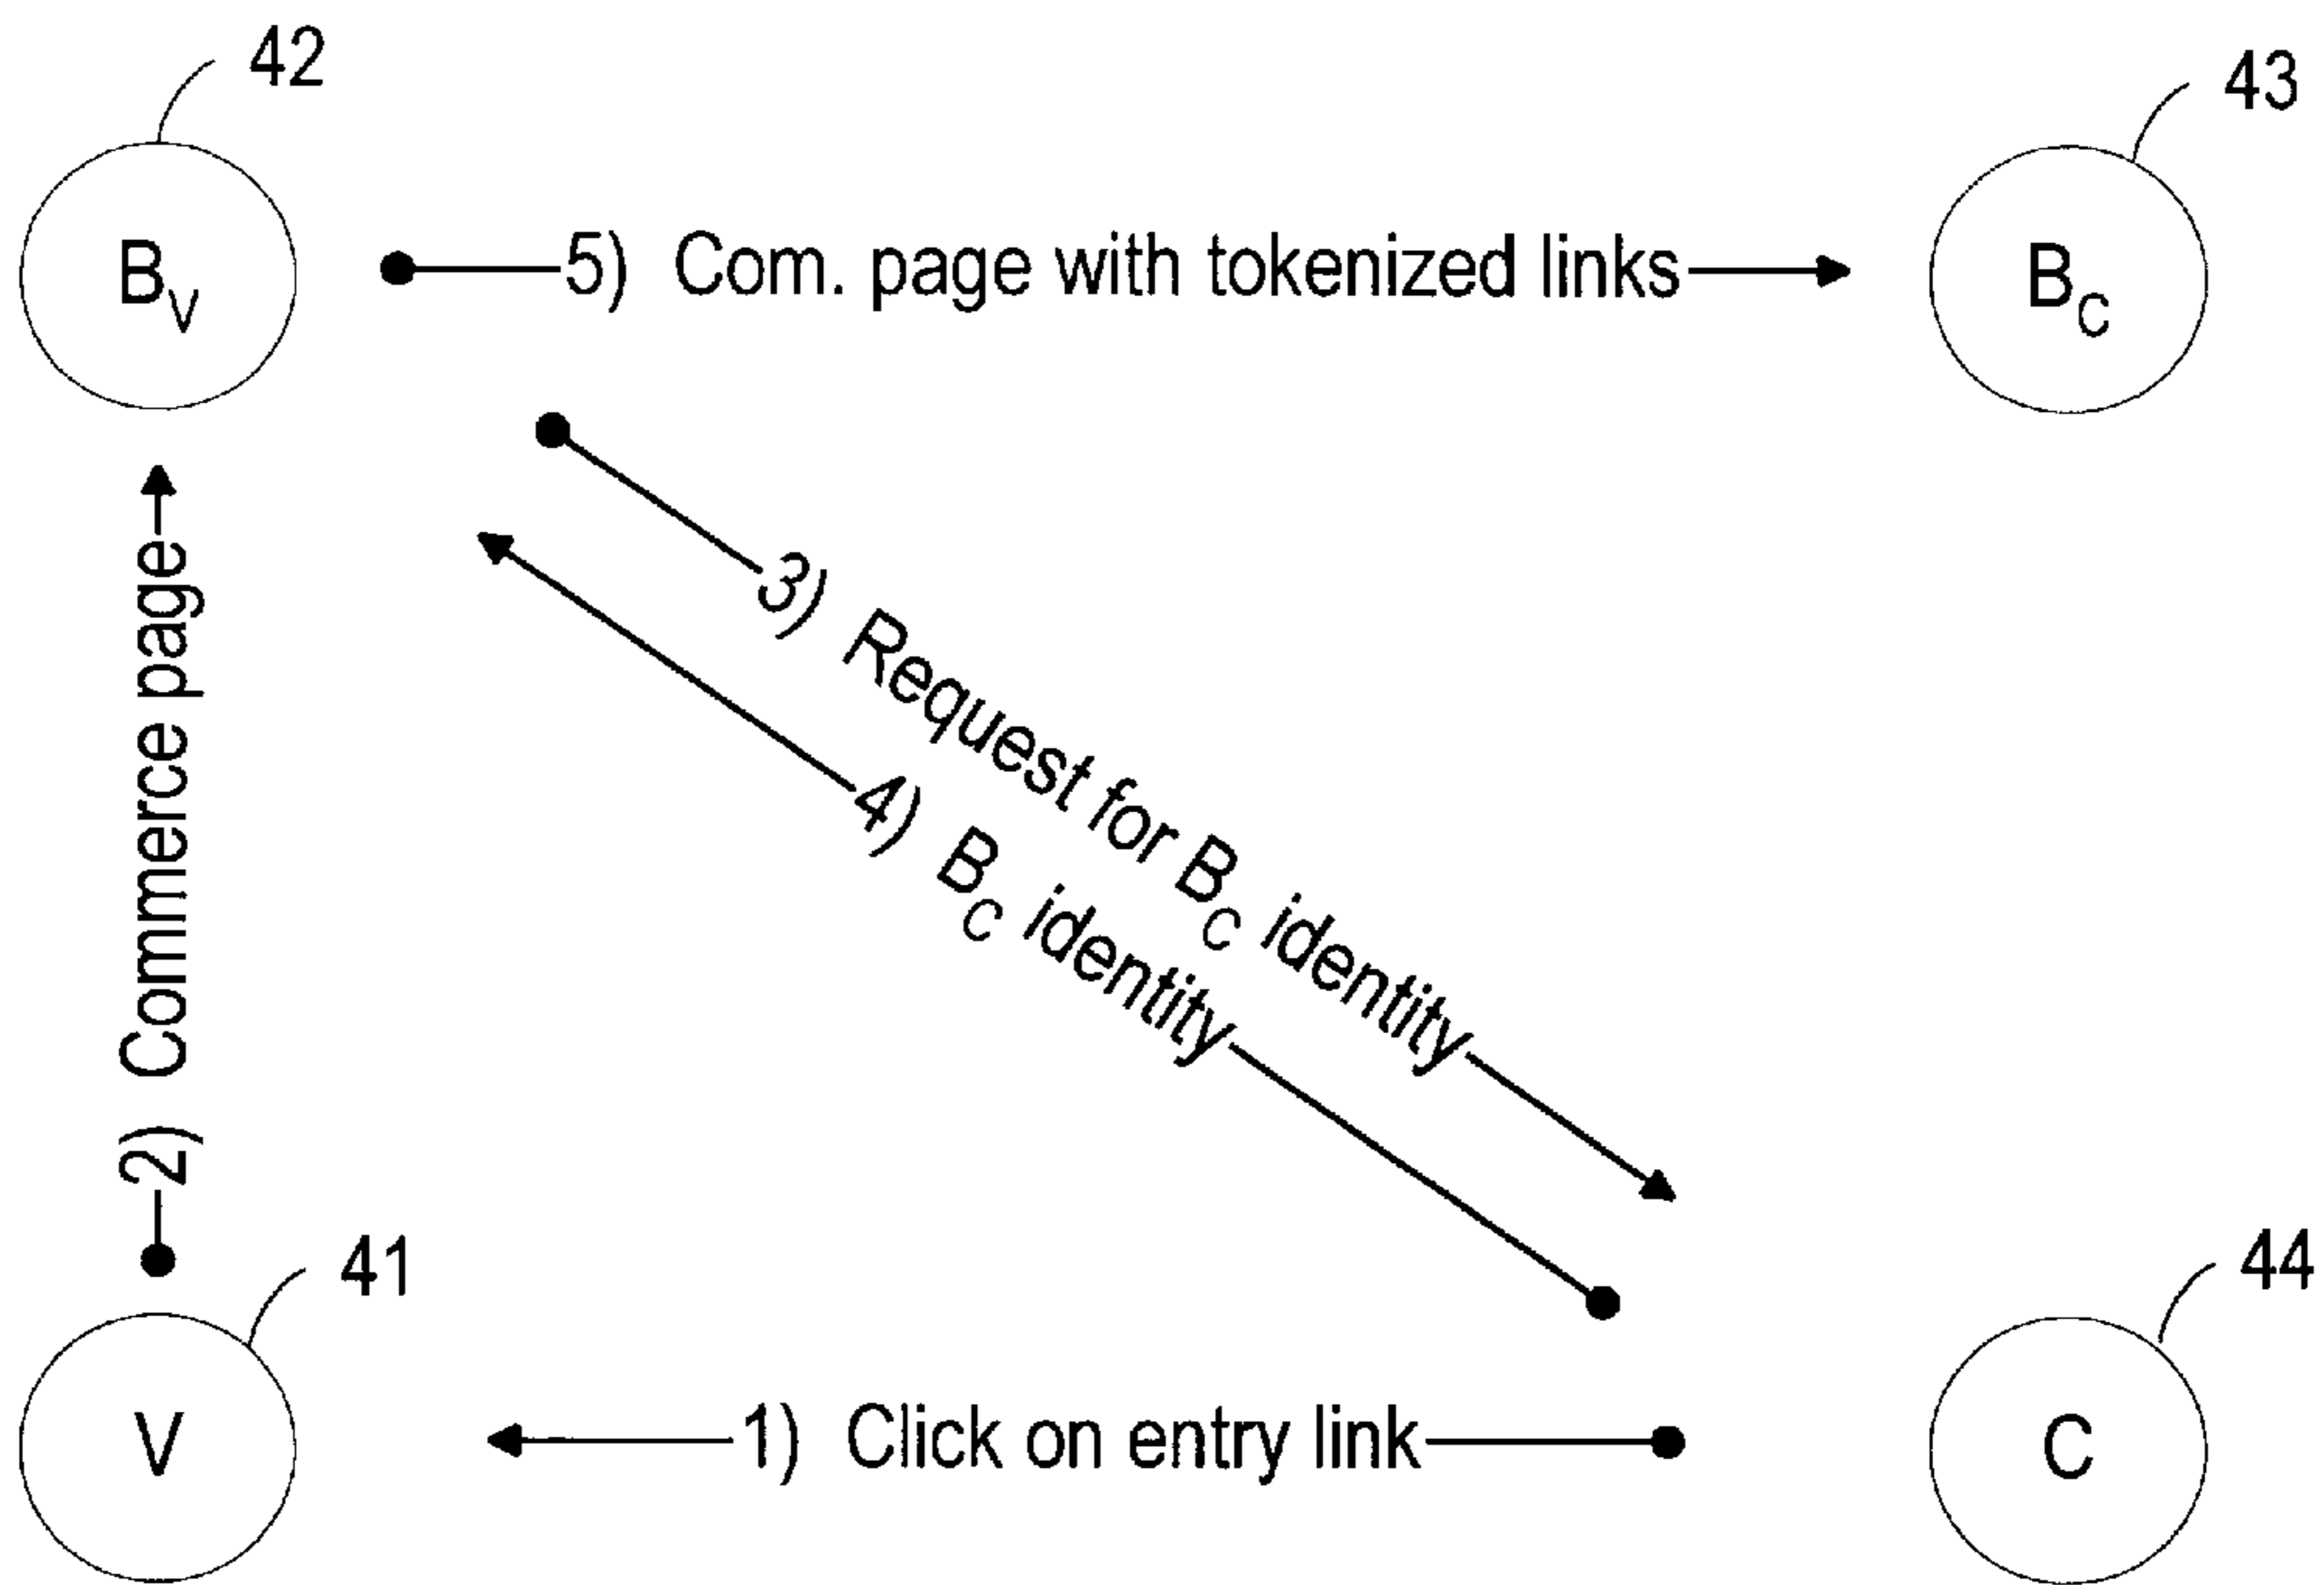 42
43
Bv
5) Com. page with tokenized links
Bc
3) Request for Bc identity
4) Bc identity
2) Commerce page
41
44
V
1) Click on entry link
C